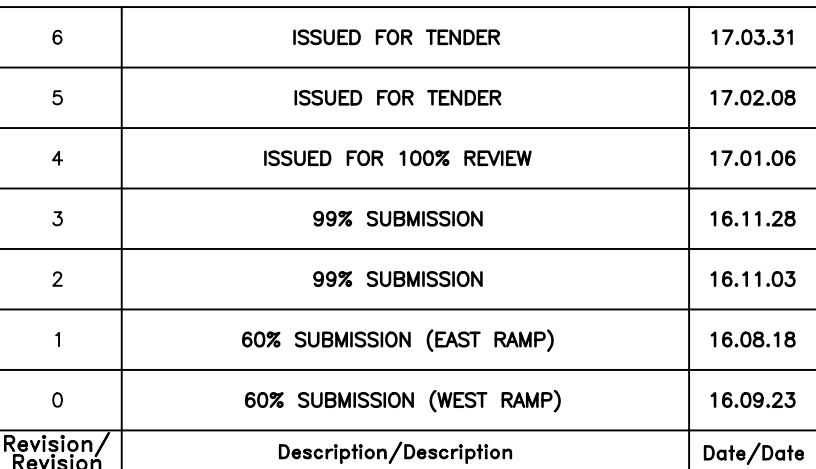 6 ISSUED FOR TENDER 17.03.31
5 ISSUED FOR TENDER 17.02.08
4 ISSUED FOR 100% REVIEW 17.01.06
3 99% SUBMISSION 16.11.28
2 99% SUBMISSION 16.11.03
1 60% SUBMISSION (EAST RAMP) 16.08.18
0 60% SUBMISSION (WEST RAMP) 16.09.23
Revision/
Revision Description/Description Date/Date